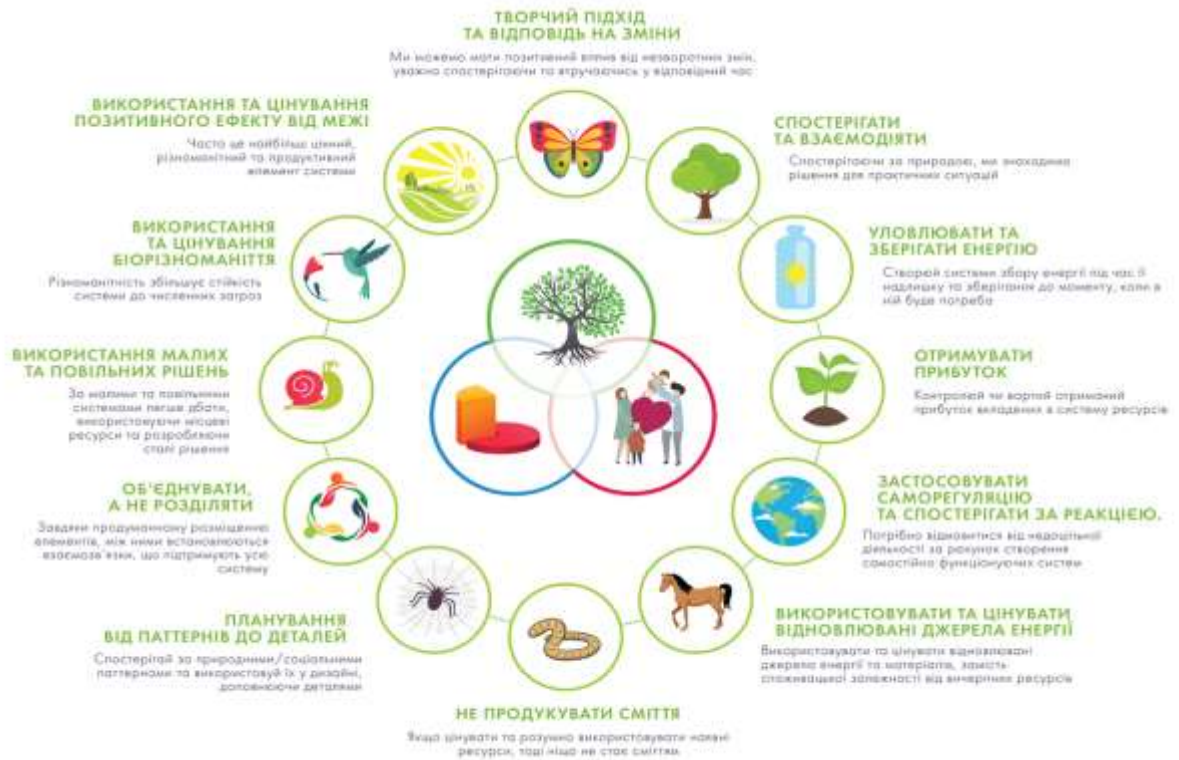 ТВОРЧИЙ ПІДХІД
ТА ВІДПОВІДЬ НА ЗМІНИ
Ми можемо мати позитивний вплив від незворотних змін,
уважно спостерігаючи та втручаючись у відповідний час
СПОСТЕРІГАТИ
ТА ВЗАЄМОДІЯТИ
Спостерігаючи за природою, ми знаходимо
рішення для практичних ситуацій
УЛОВЛЮВАТИ ТА
ЗБЕРІГАТИ ЕНЕРГІЮ
Створюй системи збору енергії під час її
надлишку та зберігання до моменту, коли в
ній буде потреба
ОТРИМУВАТИ
ПРИБУТОК
Контролюй чи вартий отриманий
прибуток вкладених в систему ресурсів
ЗАСТОСОВУВАТИ
САМОРЕГУЛЯЦІЮ
ТА СПОСТЕРІГАТИ ЗА РЕАКЦІЄЮ.
Потрібно відмовитися від недоцільної
діяльності за рахунок створення
самостійно функціонуючих систем
ВИКОРИСТОВУВАТИ ТА ЦІНУВАТИ
ВІДНОВЛЮВАНІ ДЖЕРЕЛА ЕНЕРГІЇ
Використовувати та цінувати відновлювані
джерела енергії та матеріалів, замість
споживацької залежності від вичерпних ресурсів
НЕ ПРОДУКУВАТИ СМІТТЯ
Якщо цінувати та розумно використовувати наявні
ресурси, тоді ніщо не стає сміттям
ПЛАНУВАННЯ
ВІД ПАТТЕРНІВ ДО ДЕТАЛЕЙ
Спостерігай за природними/соціальними
паттернами та використовуй їх у дизайні,
доповнюючи деталями
ОБ'ЄДНУВАТИ,
А НЕ РОЗДІЛЯТИ
Завдяки продуманому розміщенню
елементів, між ними встановлюються
взаємозв'язки, що підтримують усю
систему
ВИКОРИСТАННЯ МАЛИХ
ТА ПОВІЛЬНИХ РІШЕНЬ
За малими та повільними
системами легше дбати,
використовуючи місцеві
ресурси та розробляючи
сталі рішення
ВИКОРИСТАННЯ
ТА ЦІНУВАННЯ
БІОРІЗНОМАНІТТЯ
Різноманітність збільшує стійкість
системи до численних загроз
ВИКОРИСТАННЯ ТА ЦІНУВАННЯ
ПОЗИТИВНОГО ЕФЕКТУ ВІД МЕЖІ
Часто це найбільш цінний,
різноманітний та продуктивний
елемент системи